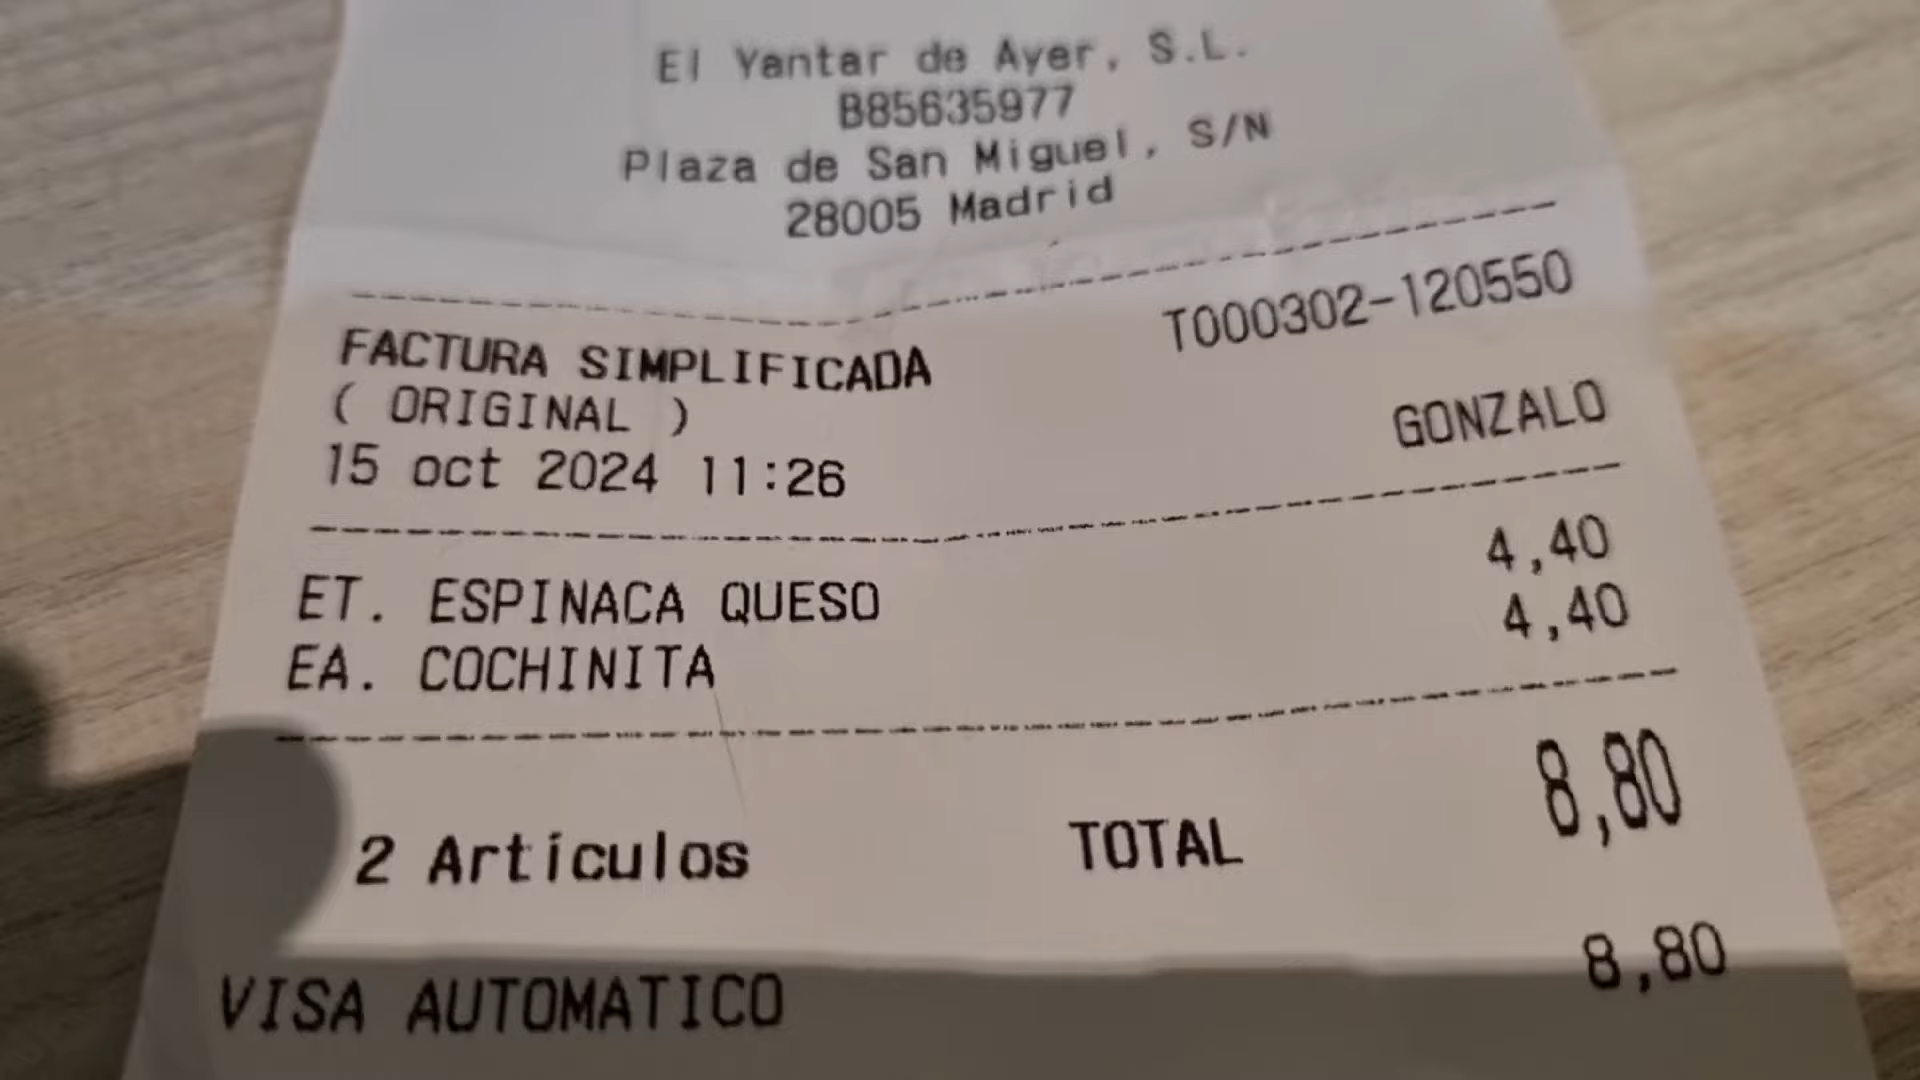 El Yantar de Ayer, S.L.
B85635977
Plaza de San Miguel, S/N
28005 Madrid
FACTURA SIMPLIFICADA T000302-120550
( ORIGINAL )
15 oct 2024 11:26 GONZALO
ET. ESPINACA QUESO 4,40
EA. COCHINITA 4,40
2 Artículos TOTAL 8,80
VISA AUTOMATICO 8,80